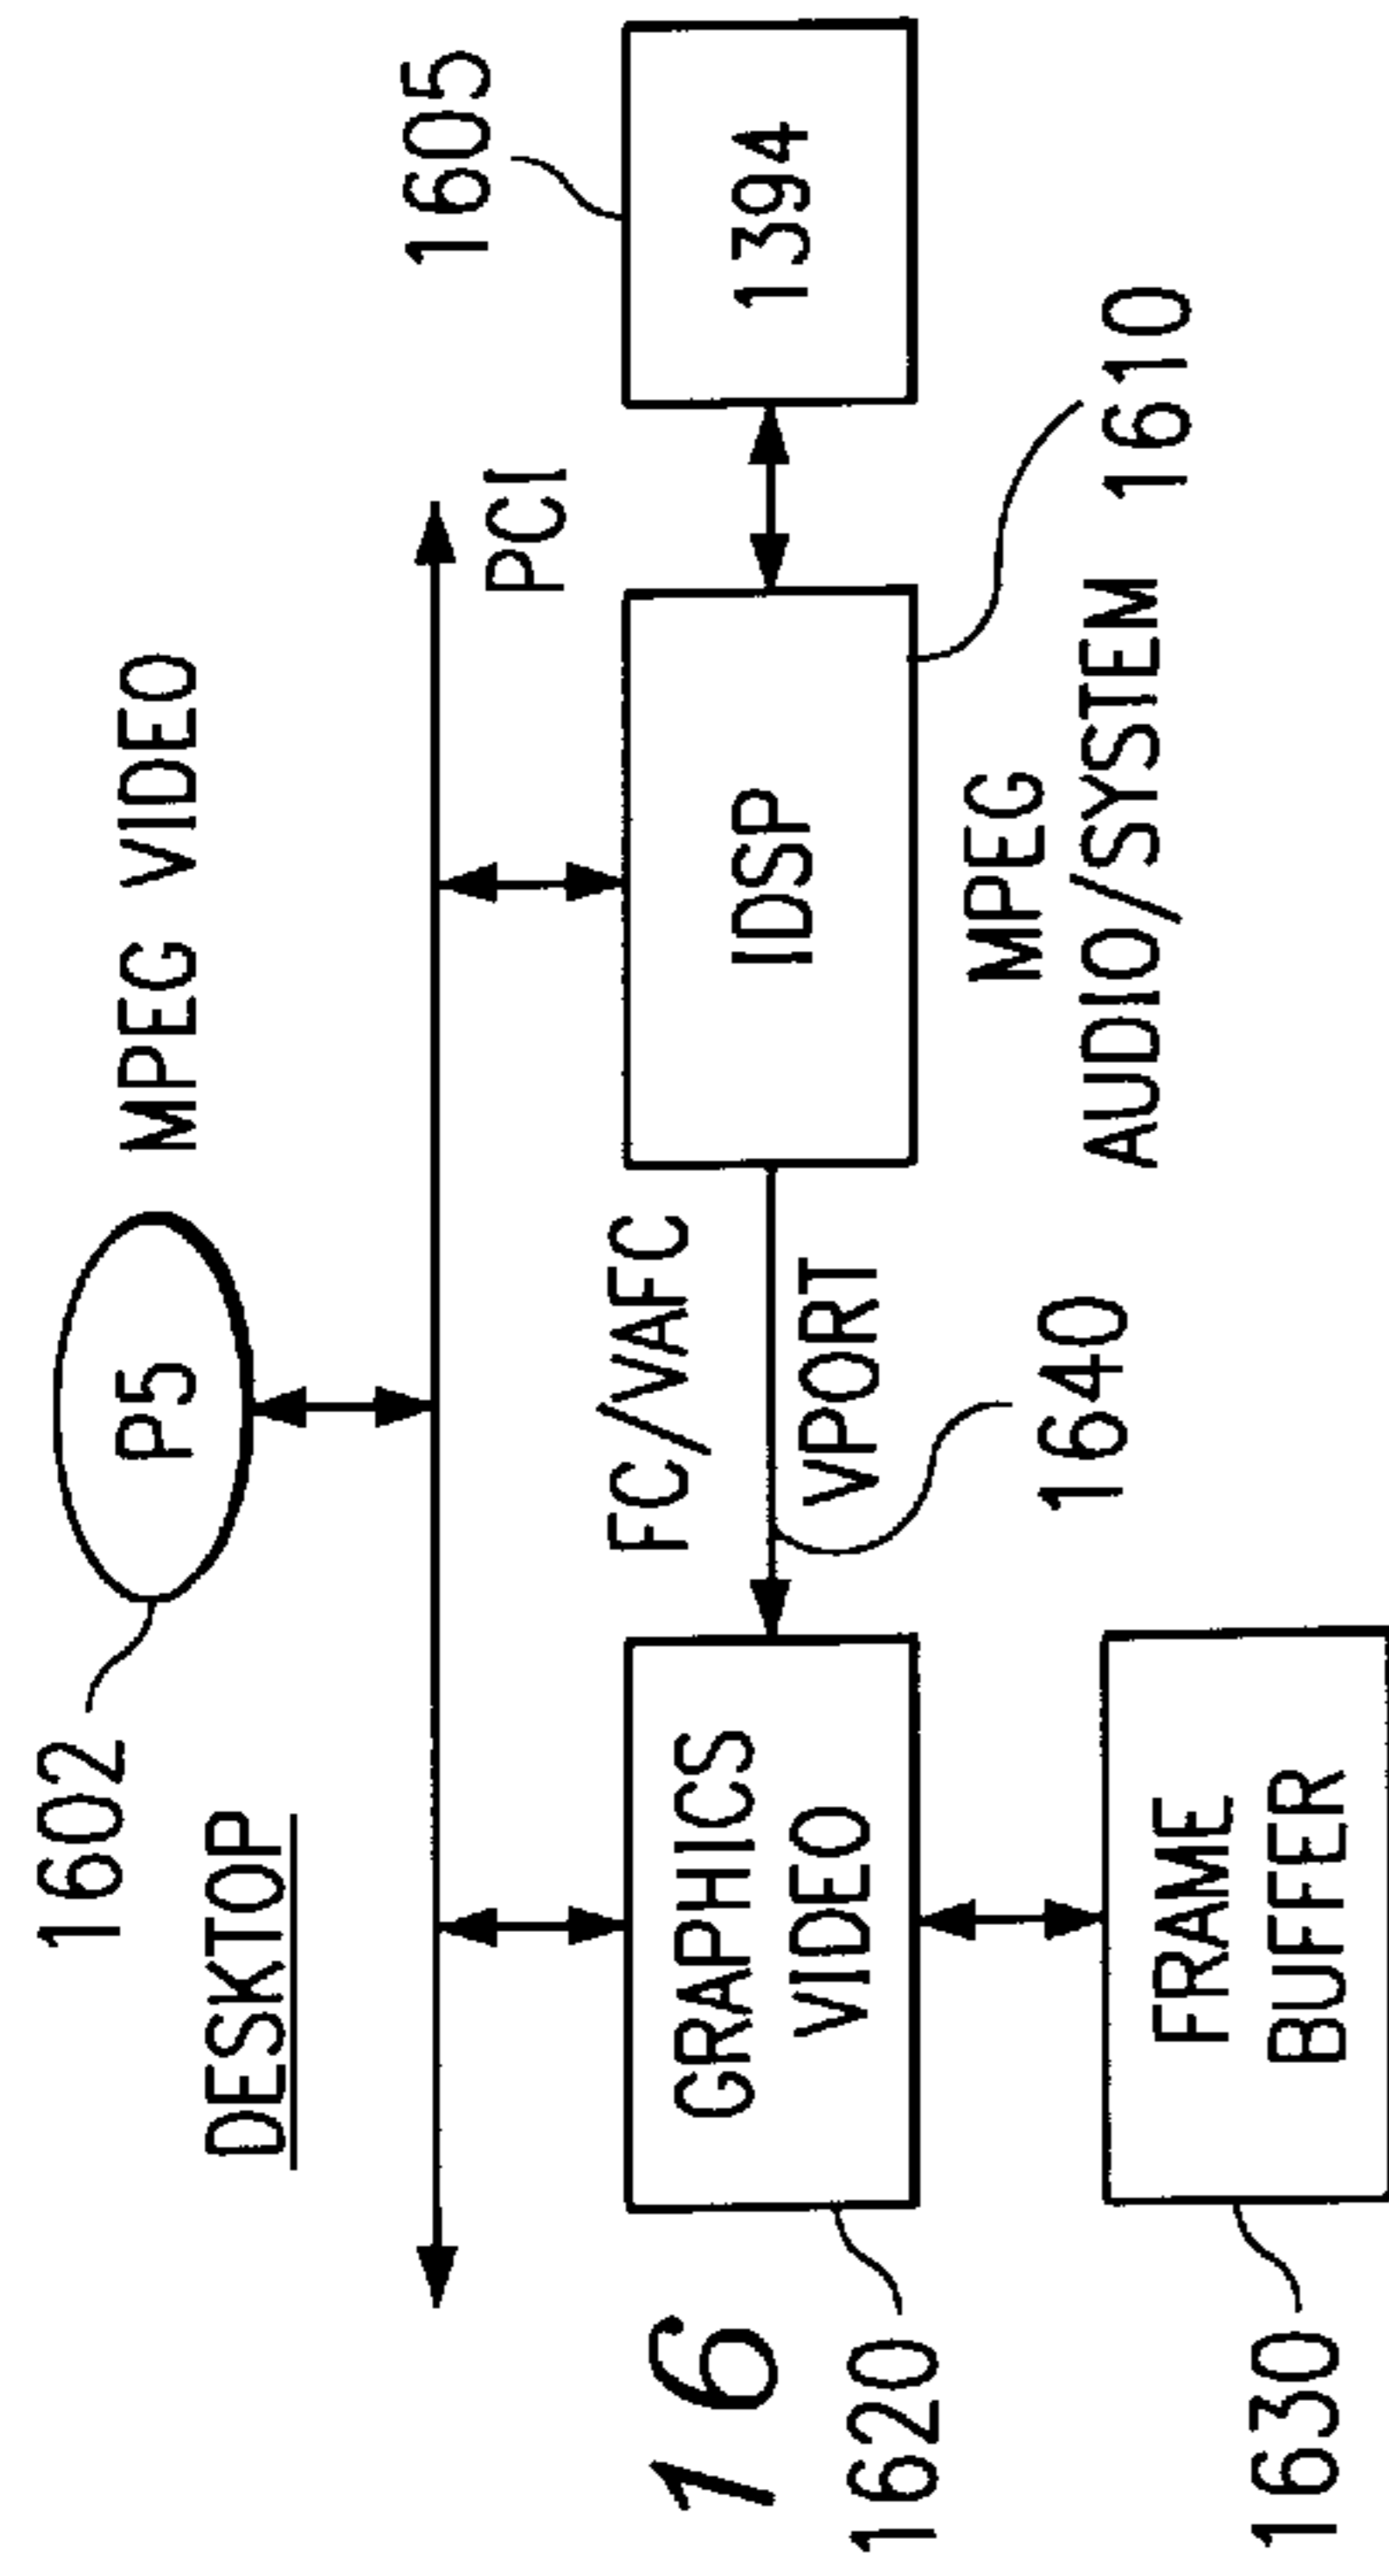 1602
P5
MPEG VIDEO
DESKTOP
PCI
1605
FC/VAFC
GRAPHICS
VIDEO
IDSP
1394
VPORT
16
1620
1640
MPEG
AUDIO/SYSTEM
1610
FRAME
BUFFER
1630